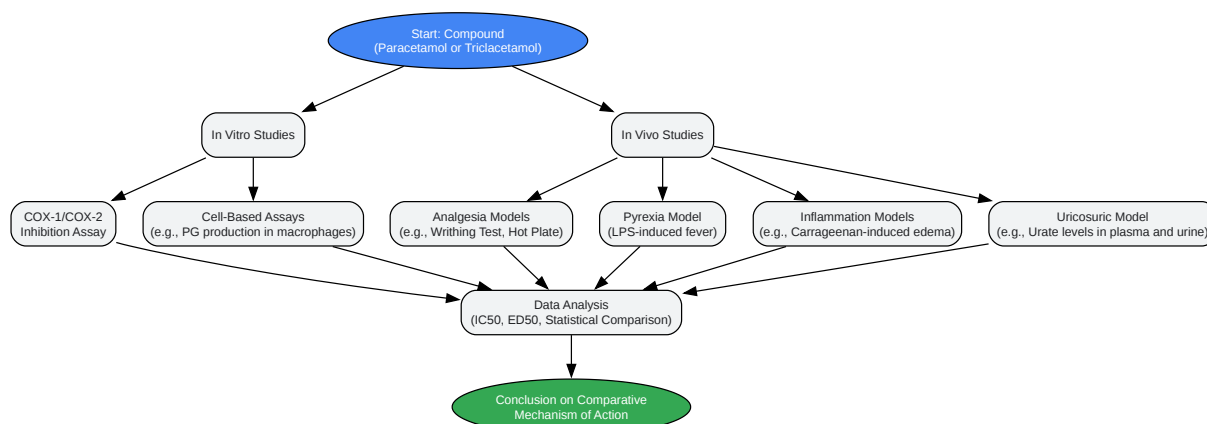 Start: Compound
(Paracetamol or Triclacetamol)
In Vitro Studies
In Vivo Studies
COX-1/COX-2
Inhibition Assay
Cell-Based Assays
(e.g., PG production in macrophages)
Analgesia Models
(e.g., Writhing Test, Hot Plate)
Pyrexia Model
(LPS-induced fever)
Inflammation Models
(e.g., Carrageenan-induced edema)
Uricosuric Model
(e.g., Urate levels in plasma and urine)
Data Analysis
(IC50, ED50, Statistical Comparison)
Conclusion on Comparative
Mechanism of Action